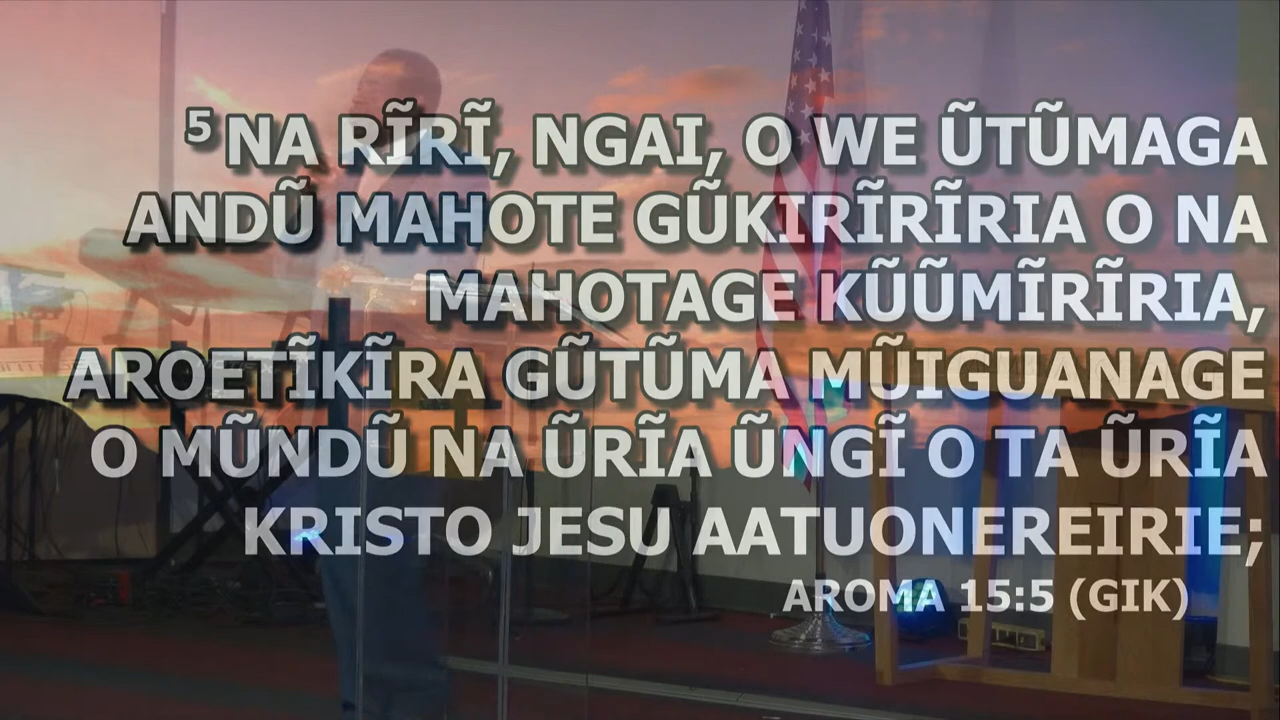 5 NA RĨRĨ, NGAI, O WE ŨTŨMAGA
ANDŨ MAHOTE GŨKIRĨRĨRIA O NA
MAHOTAGE KŨŨMĨRĨRIA,
AROETĨKĨRA GŨTŨMA MŨIGUANAGE
O MŨNDŨ NA ŨRĨA ŨNGĨ O TA ŨRĨA
KRISTO JESU AATUONEREIRIE;
AROMA 15:5 (GIK)